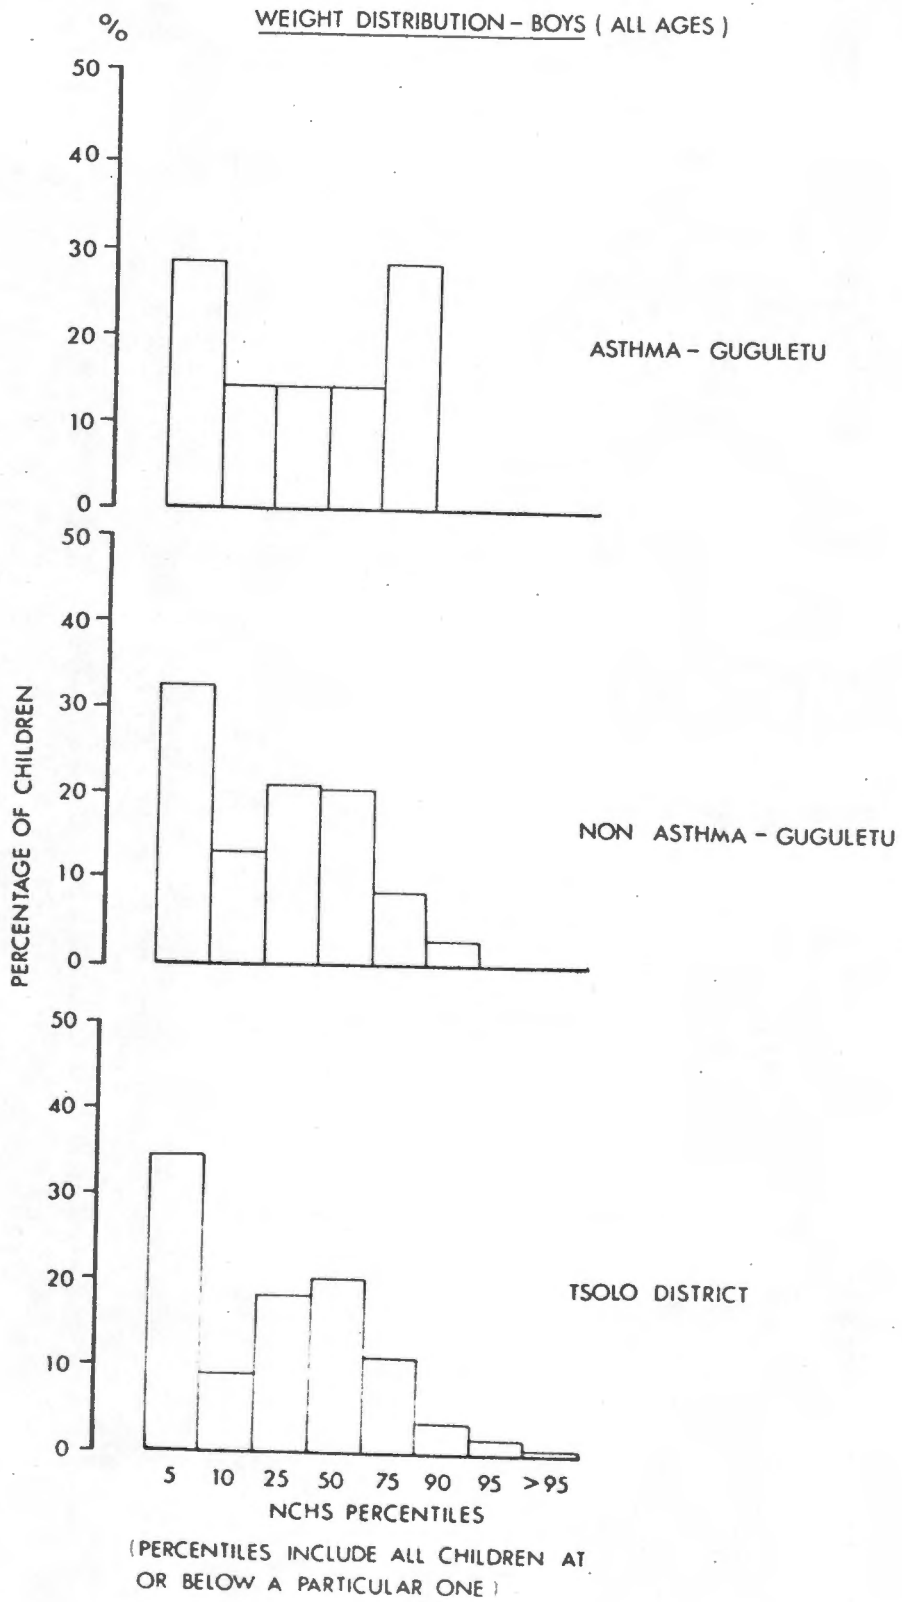 WEIGHT DISTRIBUTION – BOYS ( ALL AGES )
%
50
40
30
20
10
0
ASTHMA – GUGULETU
50
40
30
20
10
0
NON ASTHMA – GUGULETU
PERCENTAGE OF CHILDREN
50
40
30
20
10
0
TSOLO DISTRICT
5 10 25 50 75 90 95 >95
NCHS PERCENTILES
(PERCENTILES INCLUDE ALL CHILDREN AT
OR BELOW A PARTICULAR ONE )